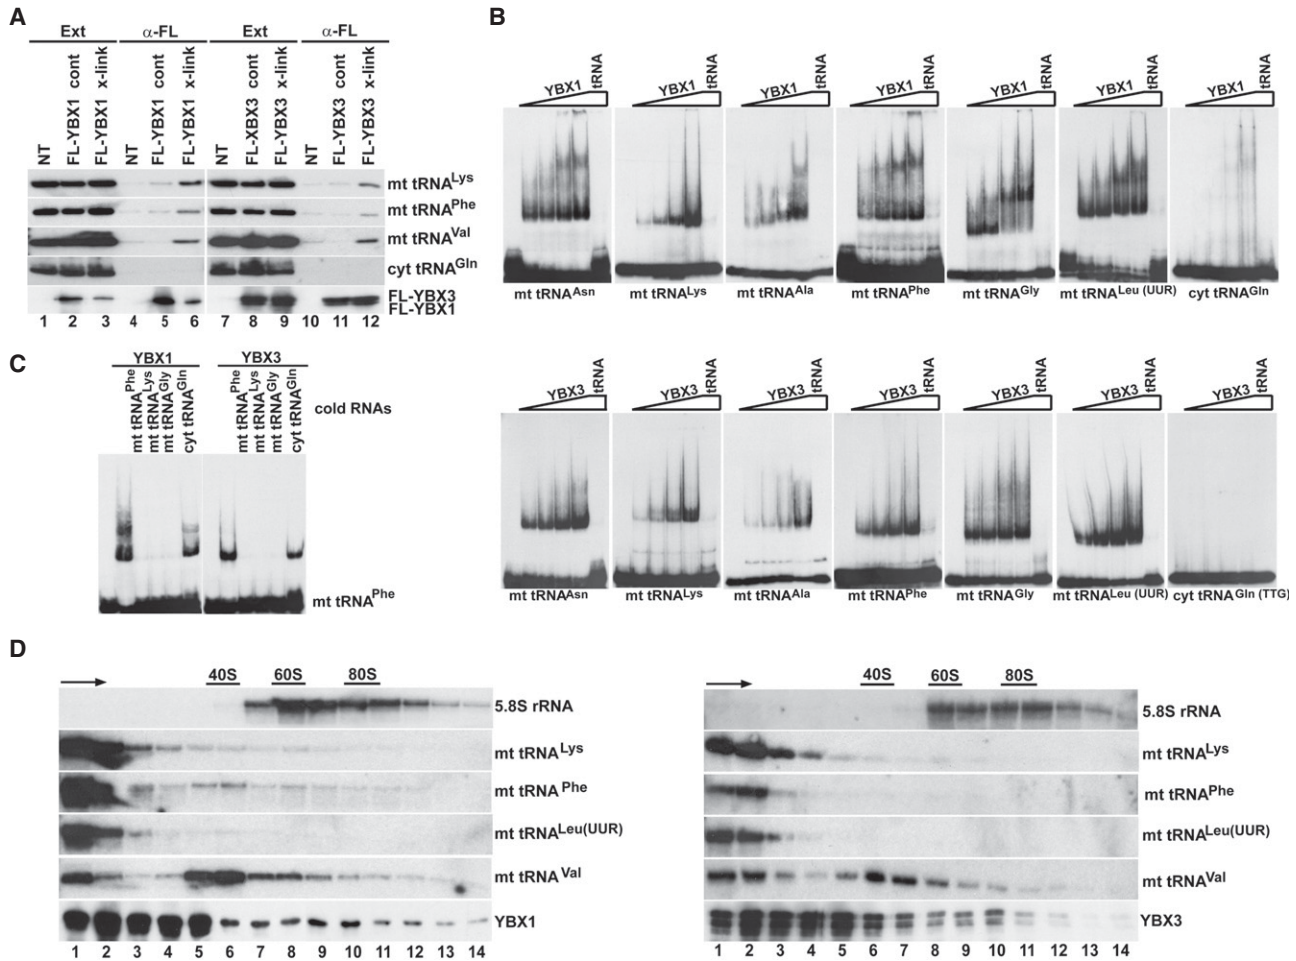 A
Ext α-FL Ext α-FL
NT FL-YBX1 cont FL-YBX1 x-link NT FL-YBX1 cont FL-YBX1 x-link NT FL-XBX3 cont FL-YBX3 x-link NT FL-YBX3 cont FL-YBX3 x-link
mt tRNALys
mt tRNAPhe
mt tRNAVal
cyt tRNAGln
FL-YBX3
FL-YBX1
1 2 3 4 5 6 7 8 9 10 11 12
B
YBX1 tRNA YBX1 tRNA YBX1 tRNA YBX1 tRNA YBX1 tRNA YBX1 tRNA YBX1 tRNA
mt tRNAAsn mt tRNALys mt tRNAAla mt tRNAPhe mt tRNAGly mt tRNALeu (UUR) cyt tRNAGln
YBX3 tRNA YBX3 tRNA YBX3 tRNA YBX3 tRNA YBX3 tRNA YBX3 tRNA YBX3 tRNA
mt tRNAAsn mt tRNALys mt tRNAAla mt tRNAPhe mt tRNAGly mt tRNALeu (UUR) cyt tRNAGln (TTG)
C
YBX1 YBX3
mt tRNAPhe mt tRNALys mt tRNAGly cyt tRNAGln mt tRNAPhe mt tRNALys mt tRNAGly cyt tRNAGln
cold RNAs
mt tRNAPhe
D
40S 60S 80S
5.8S rRNA
mt tRNALys
mt tRNA Phe
mt tRNALeu(UUR)
mt tRNA Val
YBX1
1 2 3 4 5 6 7 8 9 10 11 12 13 14
40S 60S 80S
5.8S rRNA
mt tRNALys
mt tRNAPhe
mt tRNALeu(UUR)
mt tRNAVal
YBX3
1 2 3 4 5 6 7 8 9 10 11 12 13 14